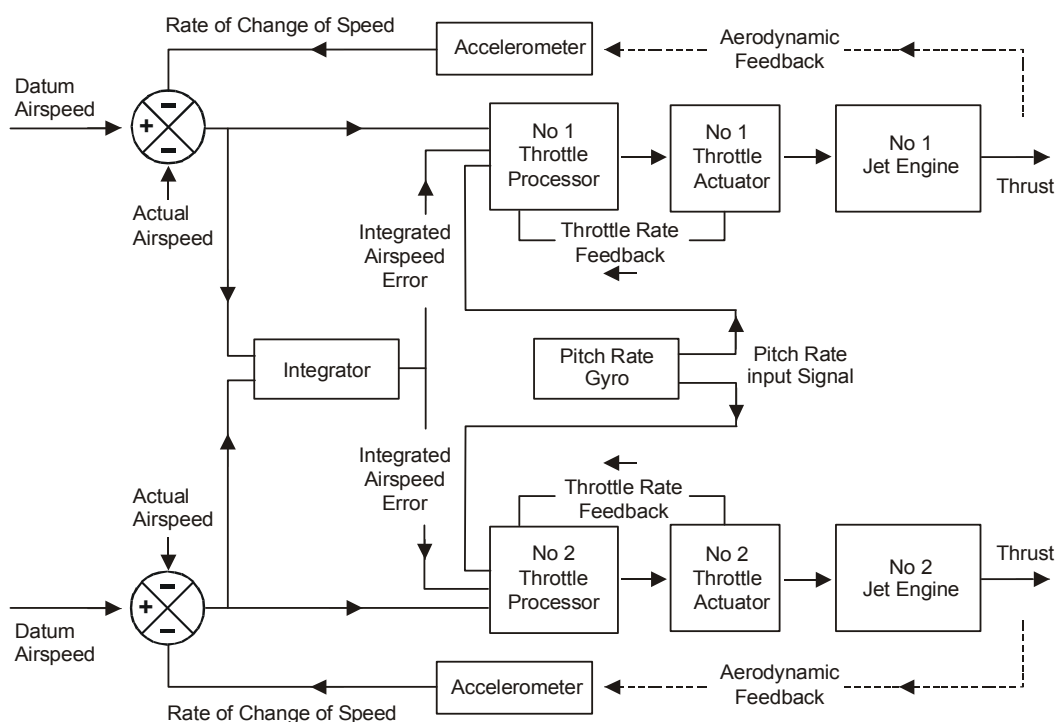 Rate of Change of Speed
Accelerometer
Aerodynamic
Feedback
Datum
Airspeed
+
−
−
Actual
Airspeed
No 1
Throttle
Processor
No 1
Throttle
Actuator
No 1
Jet Engine
Thrust
Integrated
Airspeed
Error
Throttle Rate
Feedback
Integrator
Pitch Rate
Gyro
Pitch Rate
input Signal
Integrated
Airspeed
Error
Throttle Rate
Feedback
Actual
Airspeed
+
−
−
Datum
Airspeed
No 2
Throttle
Processor
No 2
Throttle
Actuator
No 2
Jet Engine
Thrust
Accelerometer
Aerodynamic
Feedback
Rate of Change of Speed